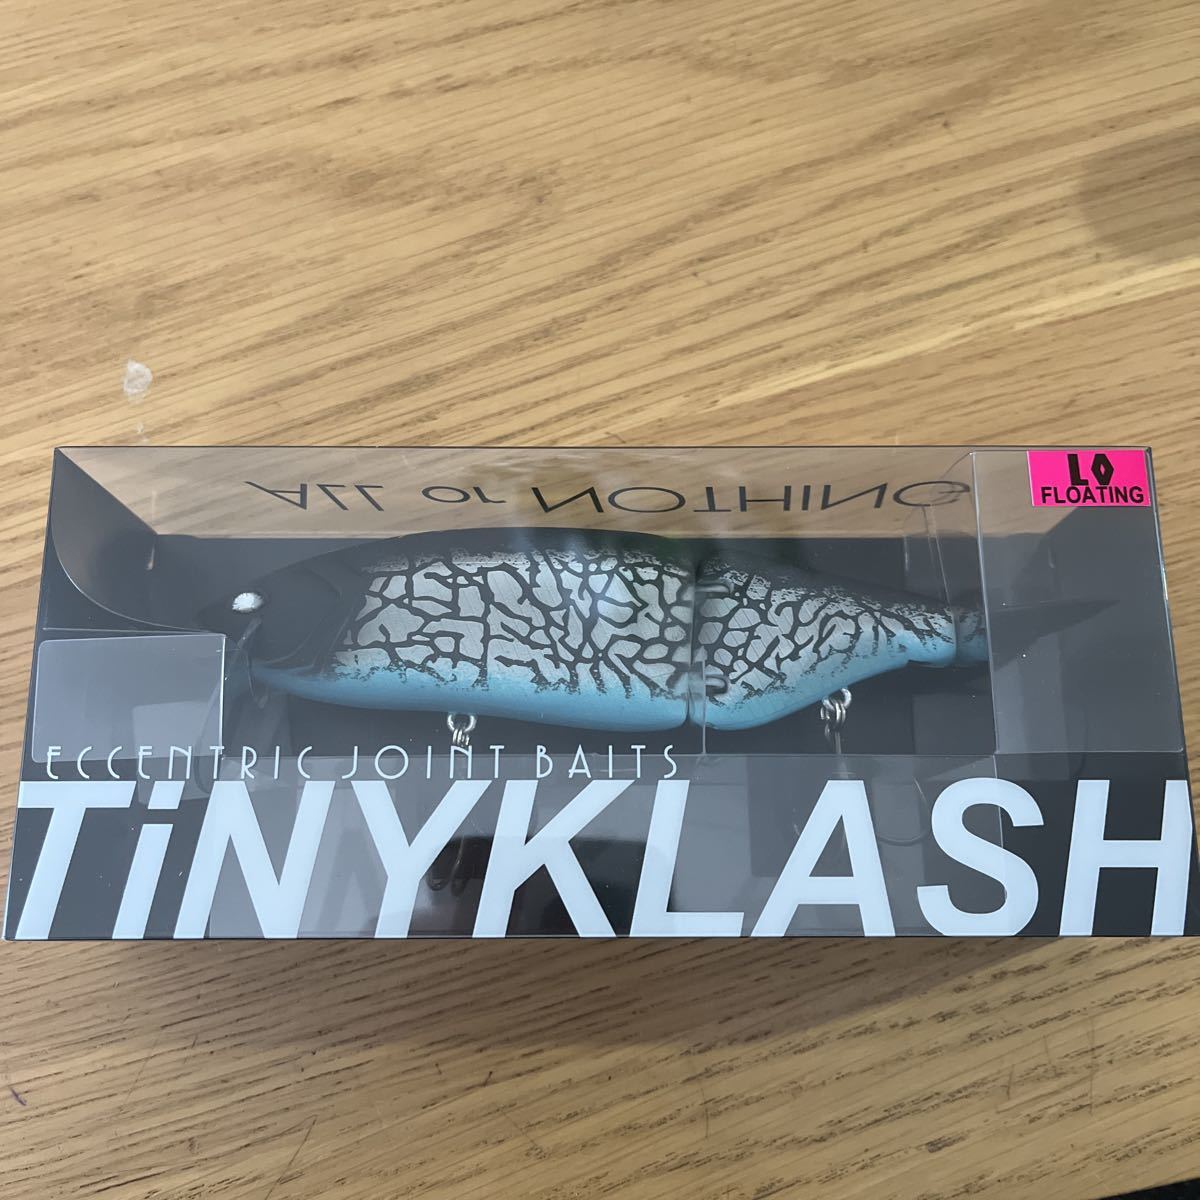 ALL or NOTHING
LO
FLOATING
ECCENTRIC JOINT BAITS
TiNYKLASH